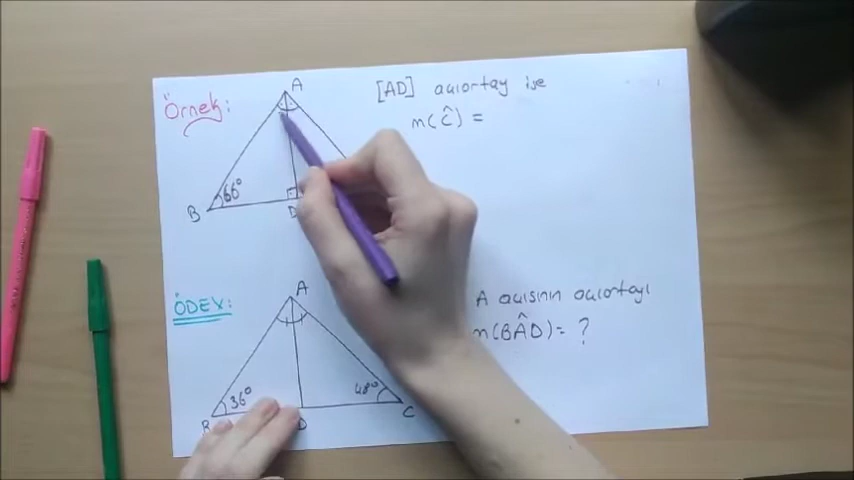 Örnek:
A
[AD] açıortay ise
m(Ĉ) =
66°
B
D
ÖDEV:
A
A açısının açıortayı
m(BÂD) = ?
36°
48°
B
D
C